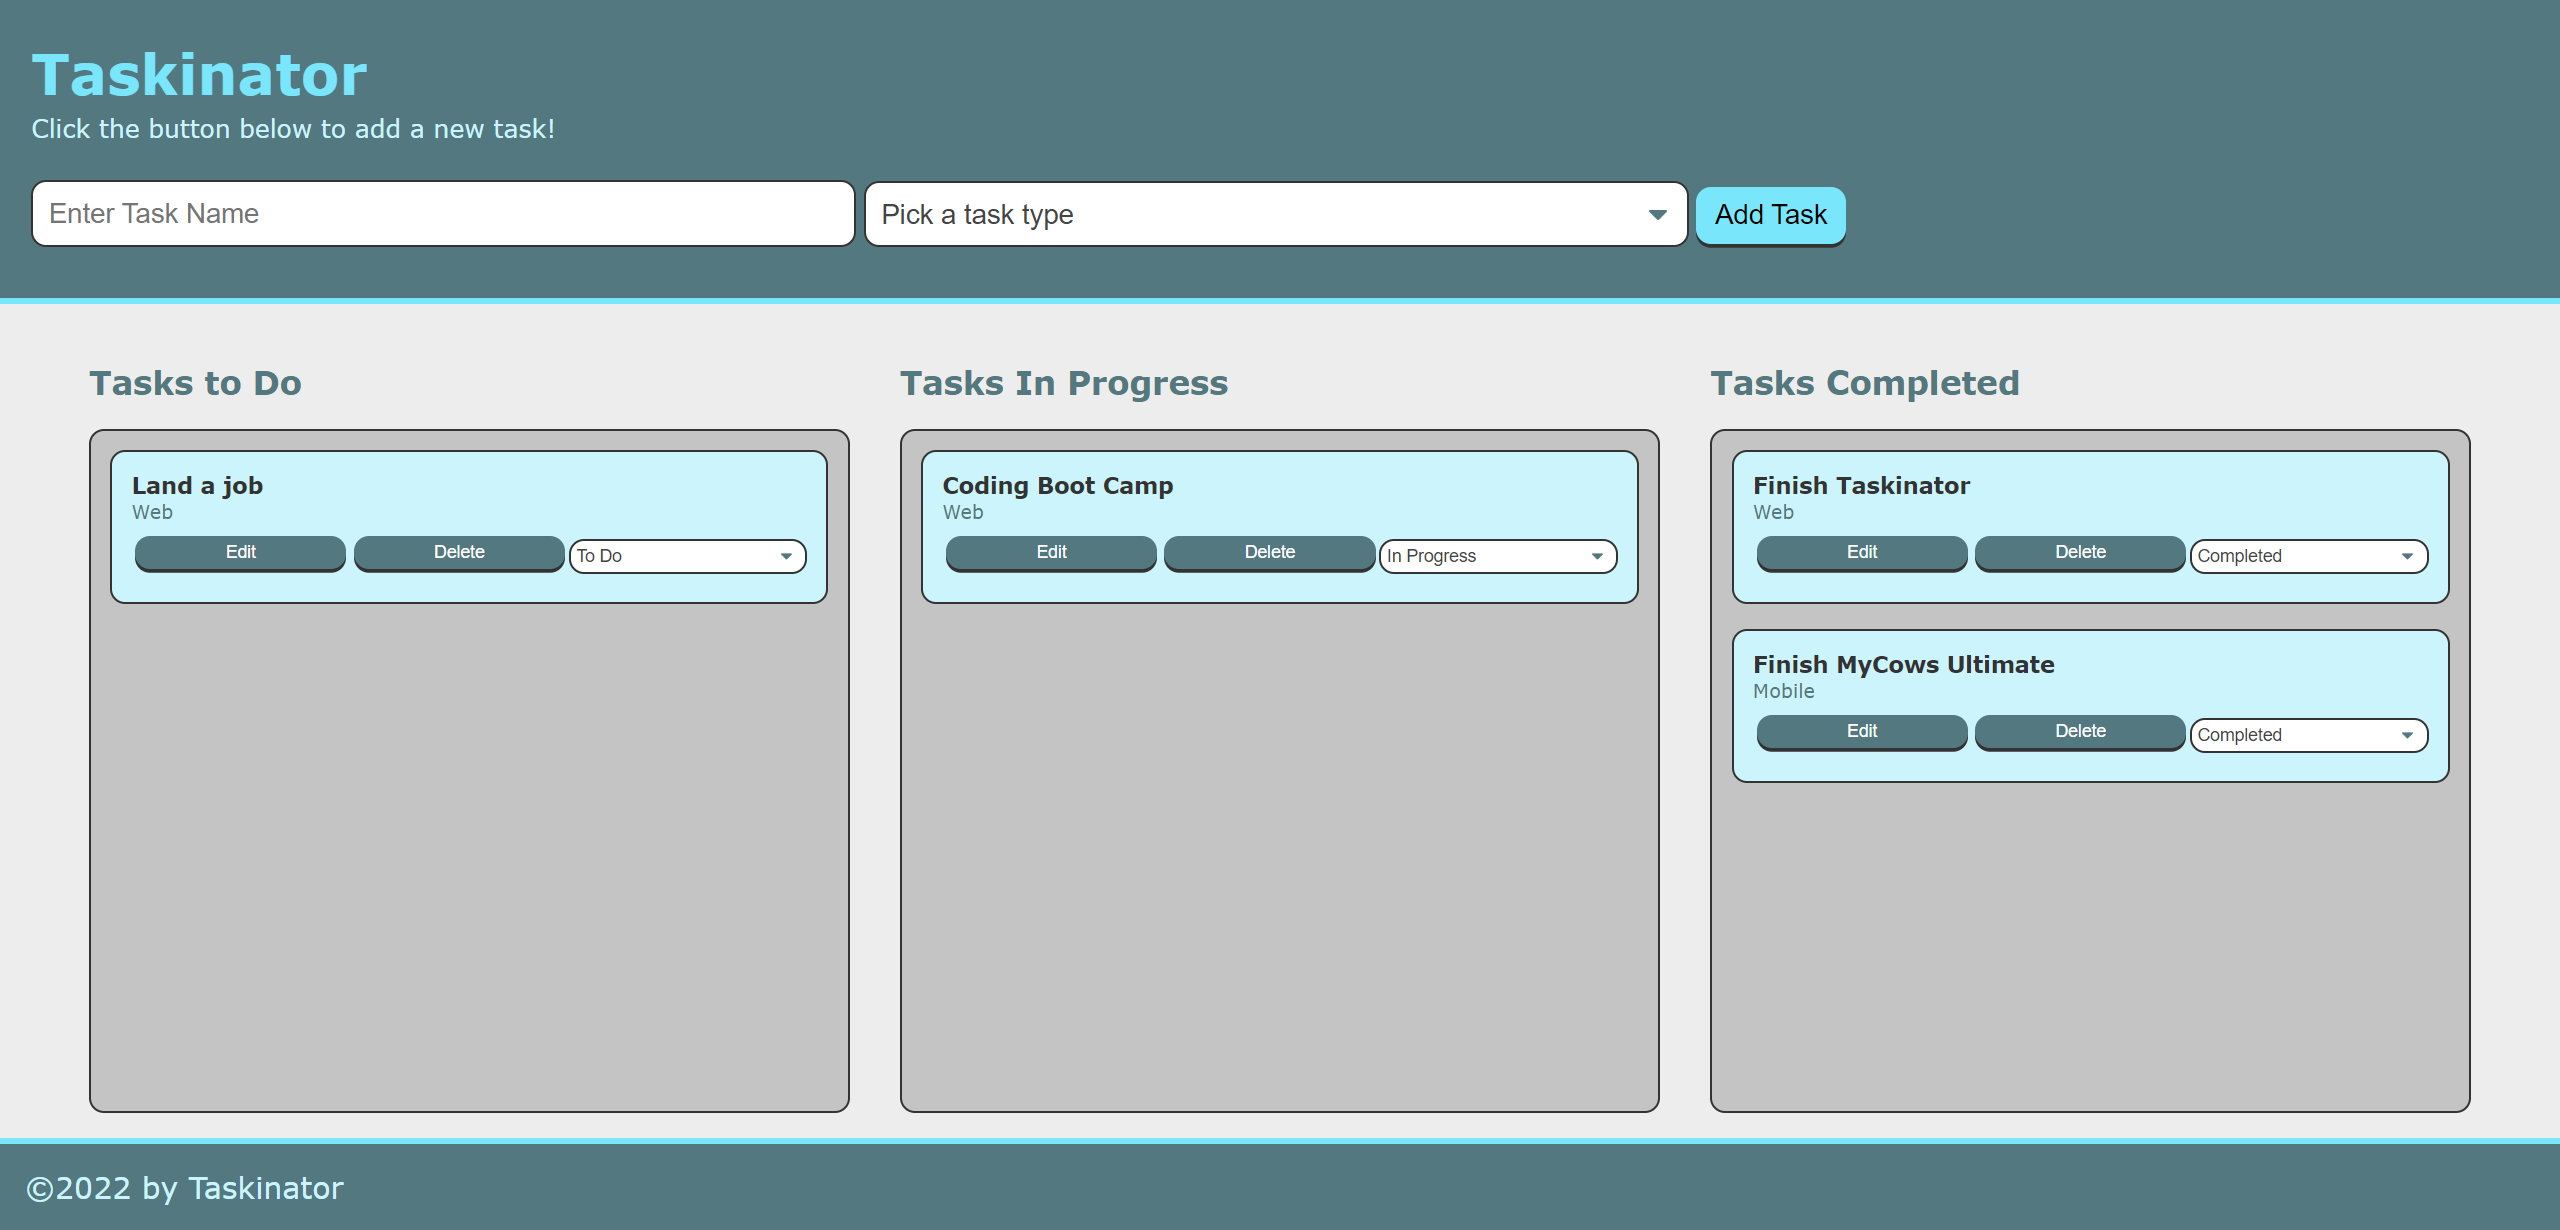 Taskinator
Click the button below to add a new task!
Enter Task Name
Pick a task type
Add Task
Tasks to Do
Land a job
Web
Edit
Delete
To Do
Tasks In Progress
Coding Boot Camp
Web
Edit
Delete
In Progress
Tasks Completed
Finish Taskinator
Web
Edit
Delete
Completed
Finish MyCows Ultimate
Mobile
Edit
Delete
Completed
©2022 by Taskinator